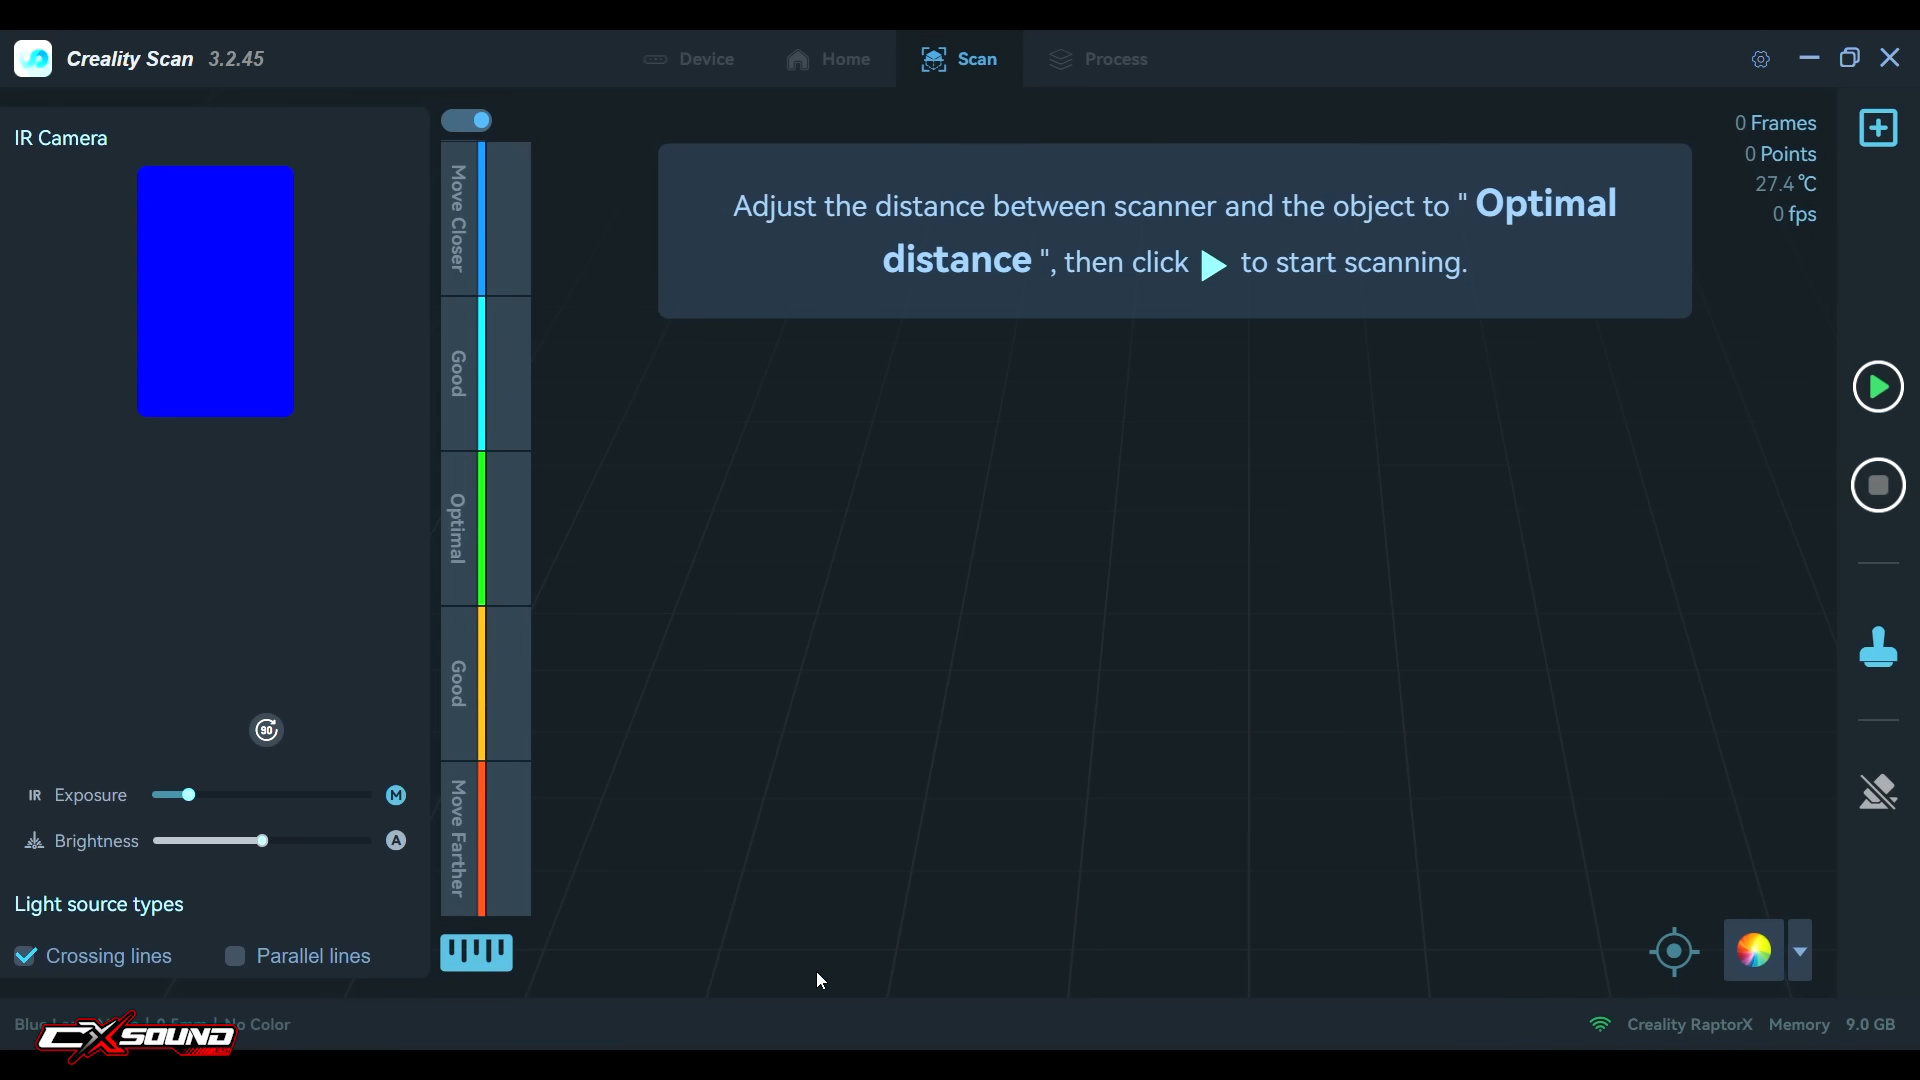 Creality Scan 3.2.45
Device
Home
Scan
Process
IR Camera
90
IR Exposure
M
Brightness
A
Light source types
Crossing lines
Parallel lines
Move Closer
Good
Optimal
Good
Move Farther
Adjust the distance between scanner and the object to " Optimal
distance ", then click to start scanning.
0 Frames
0 Points
27.4 ℃
0 fps
No Color
CXSOUND
Creality RaptorX Memory 9.0 GB